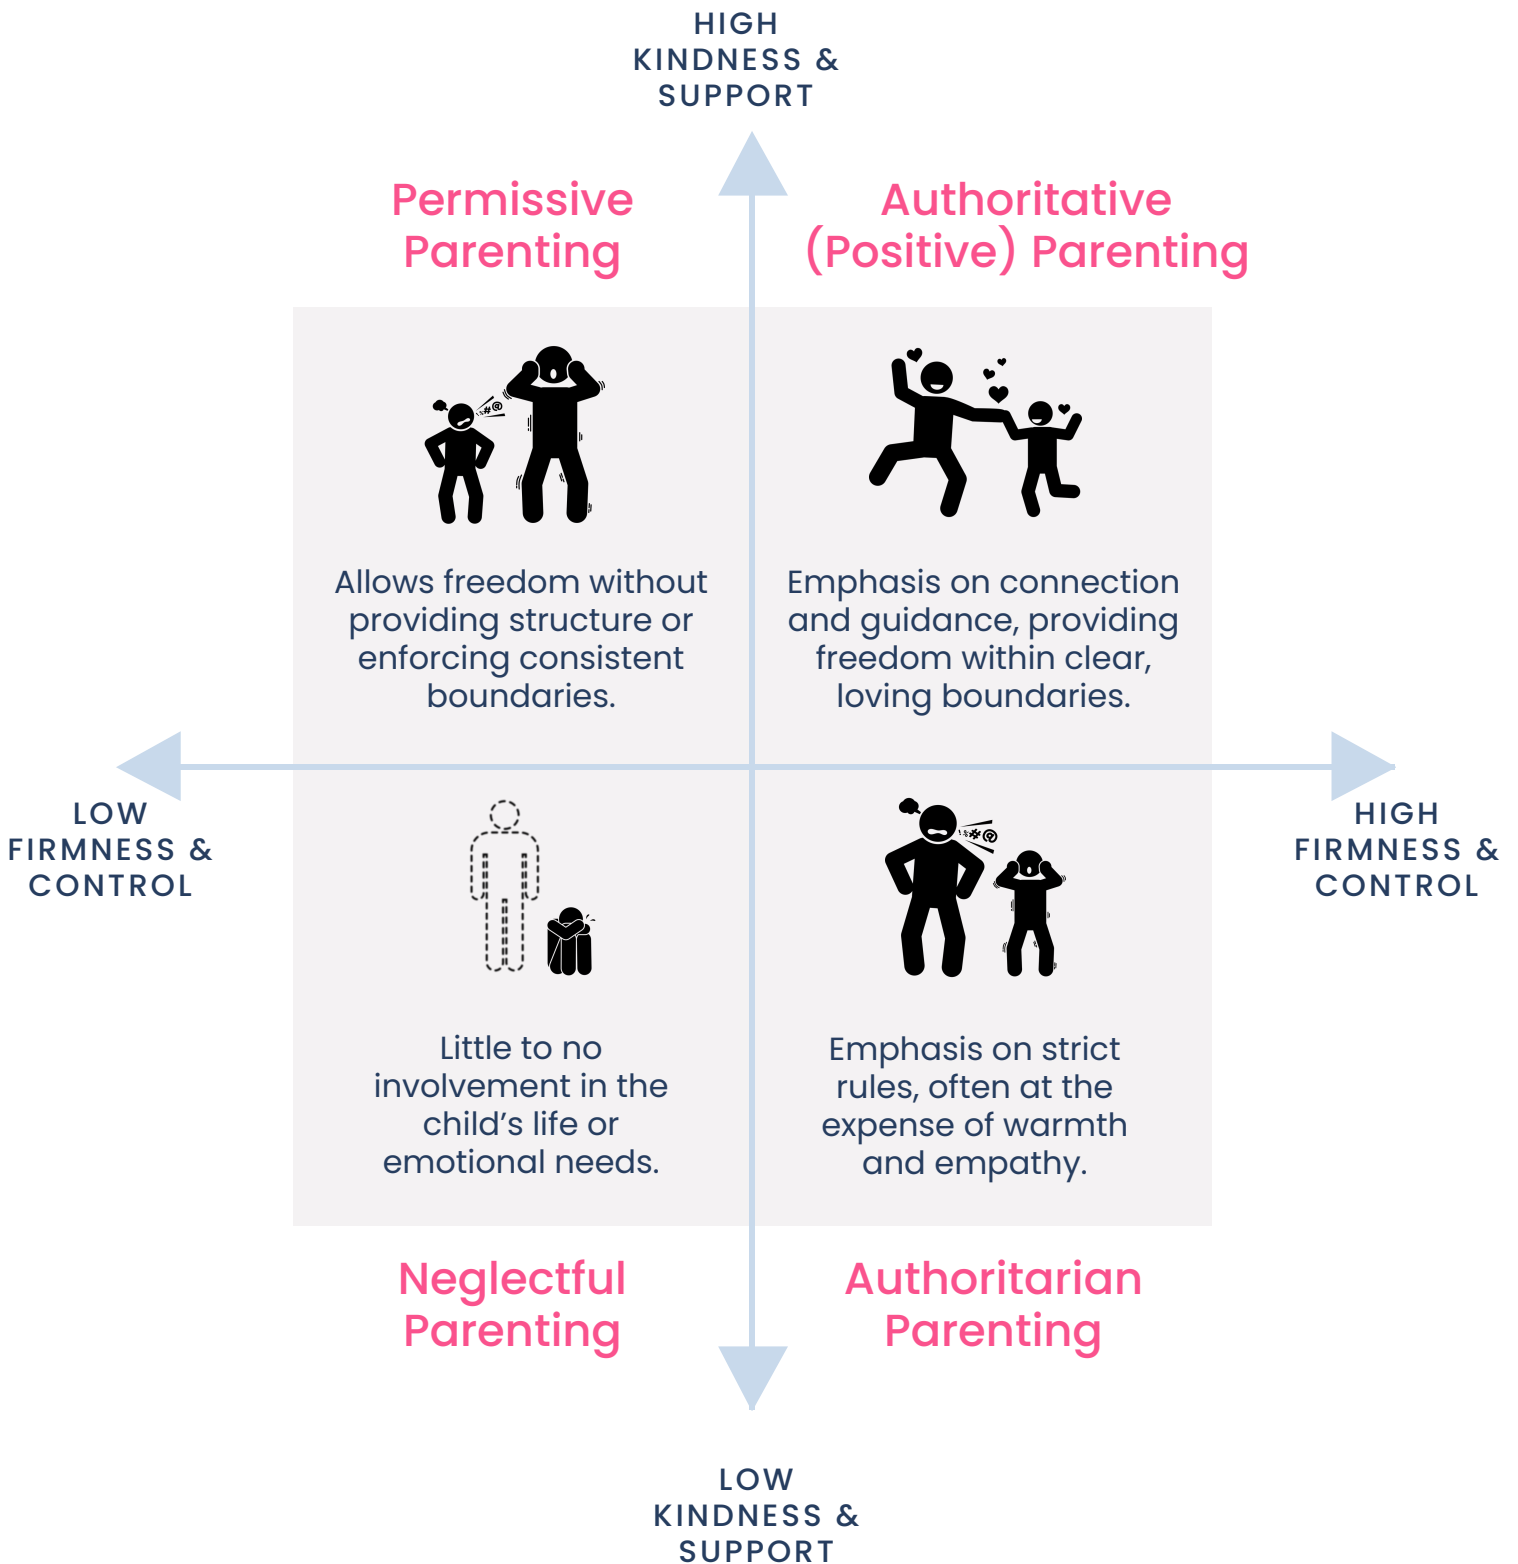 HIGH
KINDNESS &
SUPPORT
Permissive
Parenting
Authoritative
(Positive) Parenting
#@
Allows freedom without
providing structure or
enforcing consistent
boundaries.
Emphasis on connection
and guidance, providing
freedom within clear,
loving boundaries.
LOW
FIRMNESS &
CONTROL
HIGH
FIRMNESS &
CONTROL
!%#@
Little to no
involvement in the
child’s life or
emotional needs.
Emphasis on strict
rules, often at the
expense of warmth
and empathy.
Neglectful
Parenting
Authoritarian
Parenting
LOW
KINDNESS &
SUPPORT